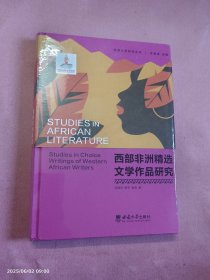 STUDIES IN
AFRICAN
LITERATURE
Studies in Choice
Writings of Western
African Writers
西部非洲精选
文学作品研究
2025/06/02 09:00